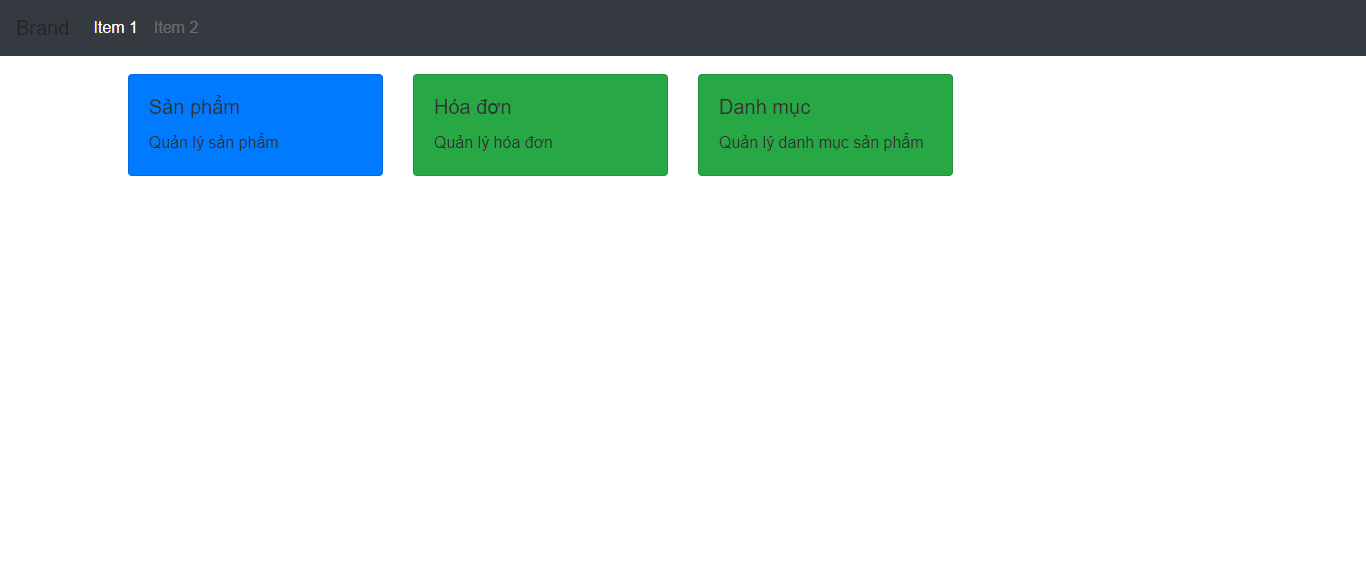 Brand Item 1 Item 2
Sản phẩm
Quản lý sản phẩm
Hóa đơn
Quản lý hóa đơn
Danh mục
Quản lý danh mục sản phẩm